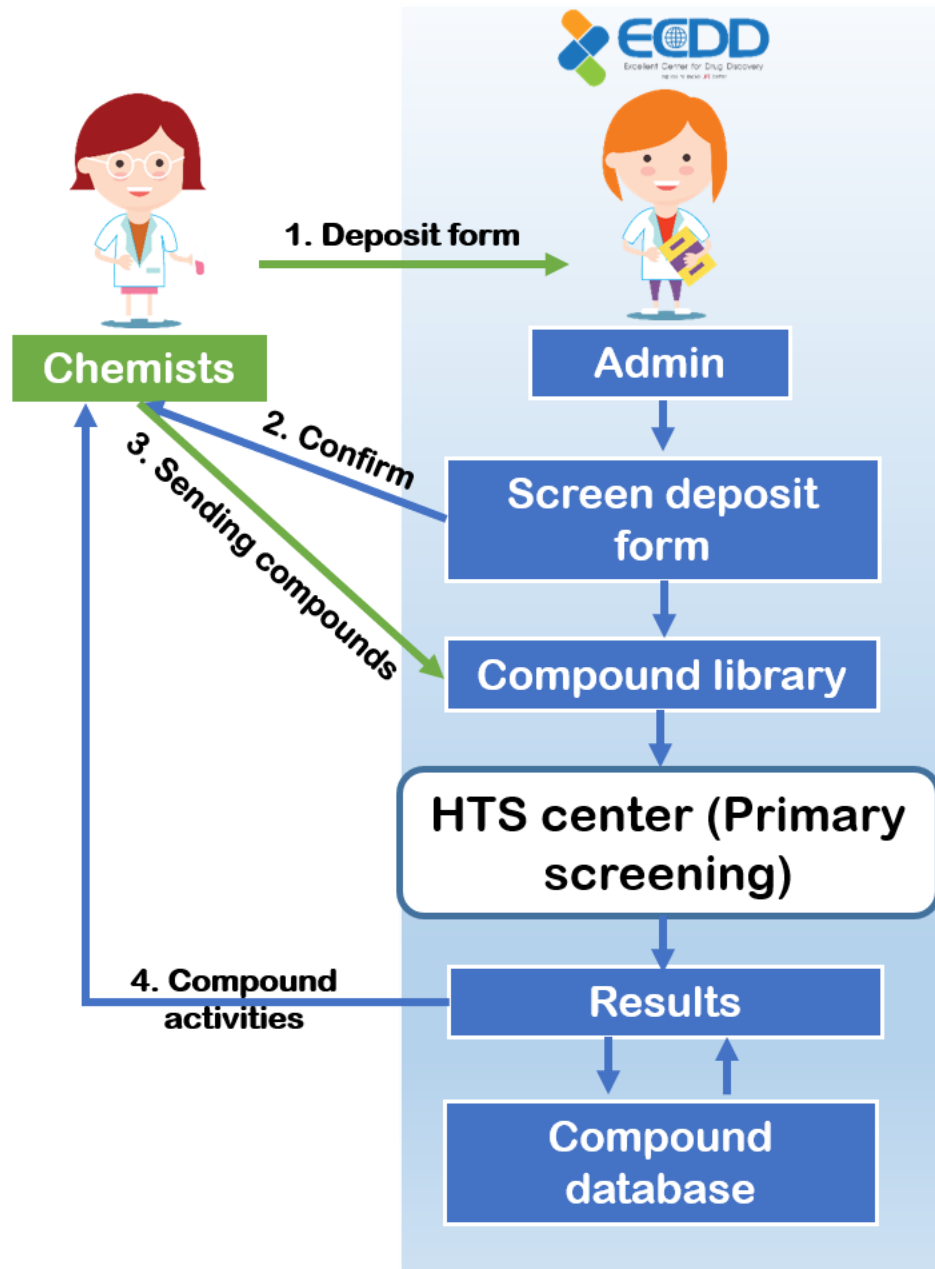 ECDD
Excellent Center for Drug Discovery
1. Deposit form
Chemists
Admin
2. Confirm
3. Sending compounds
Screen deposit
form
Compound library
HTS center (Primary
screening)
4. Compound
activities
Results
Compound
database